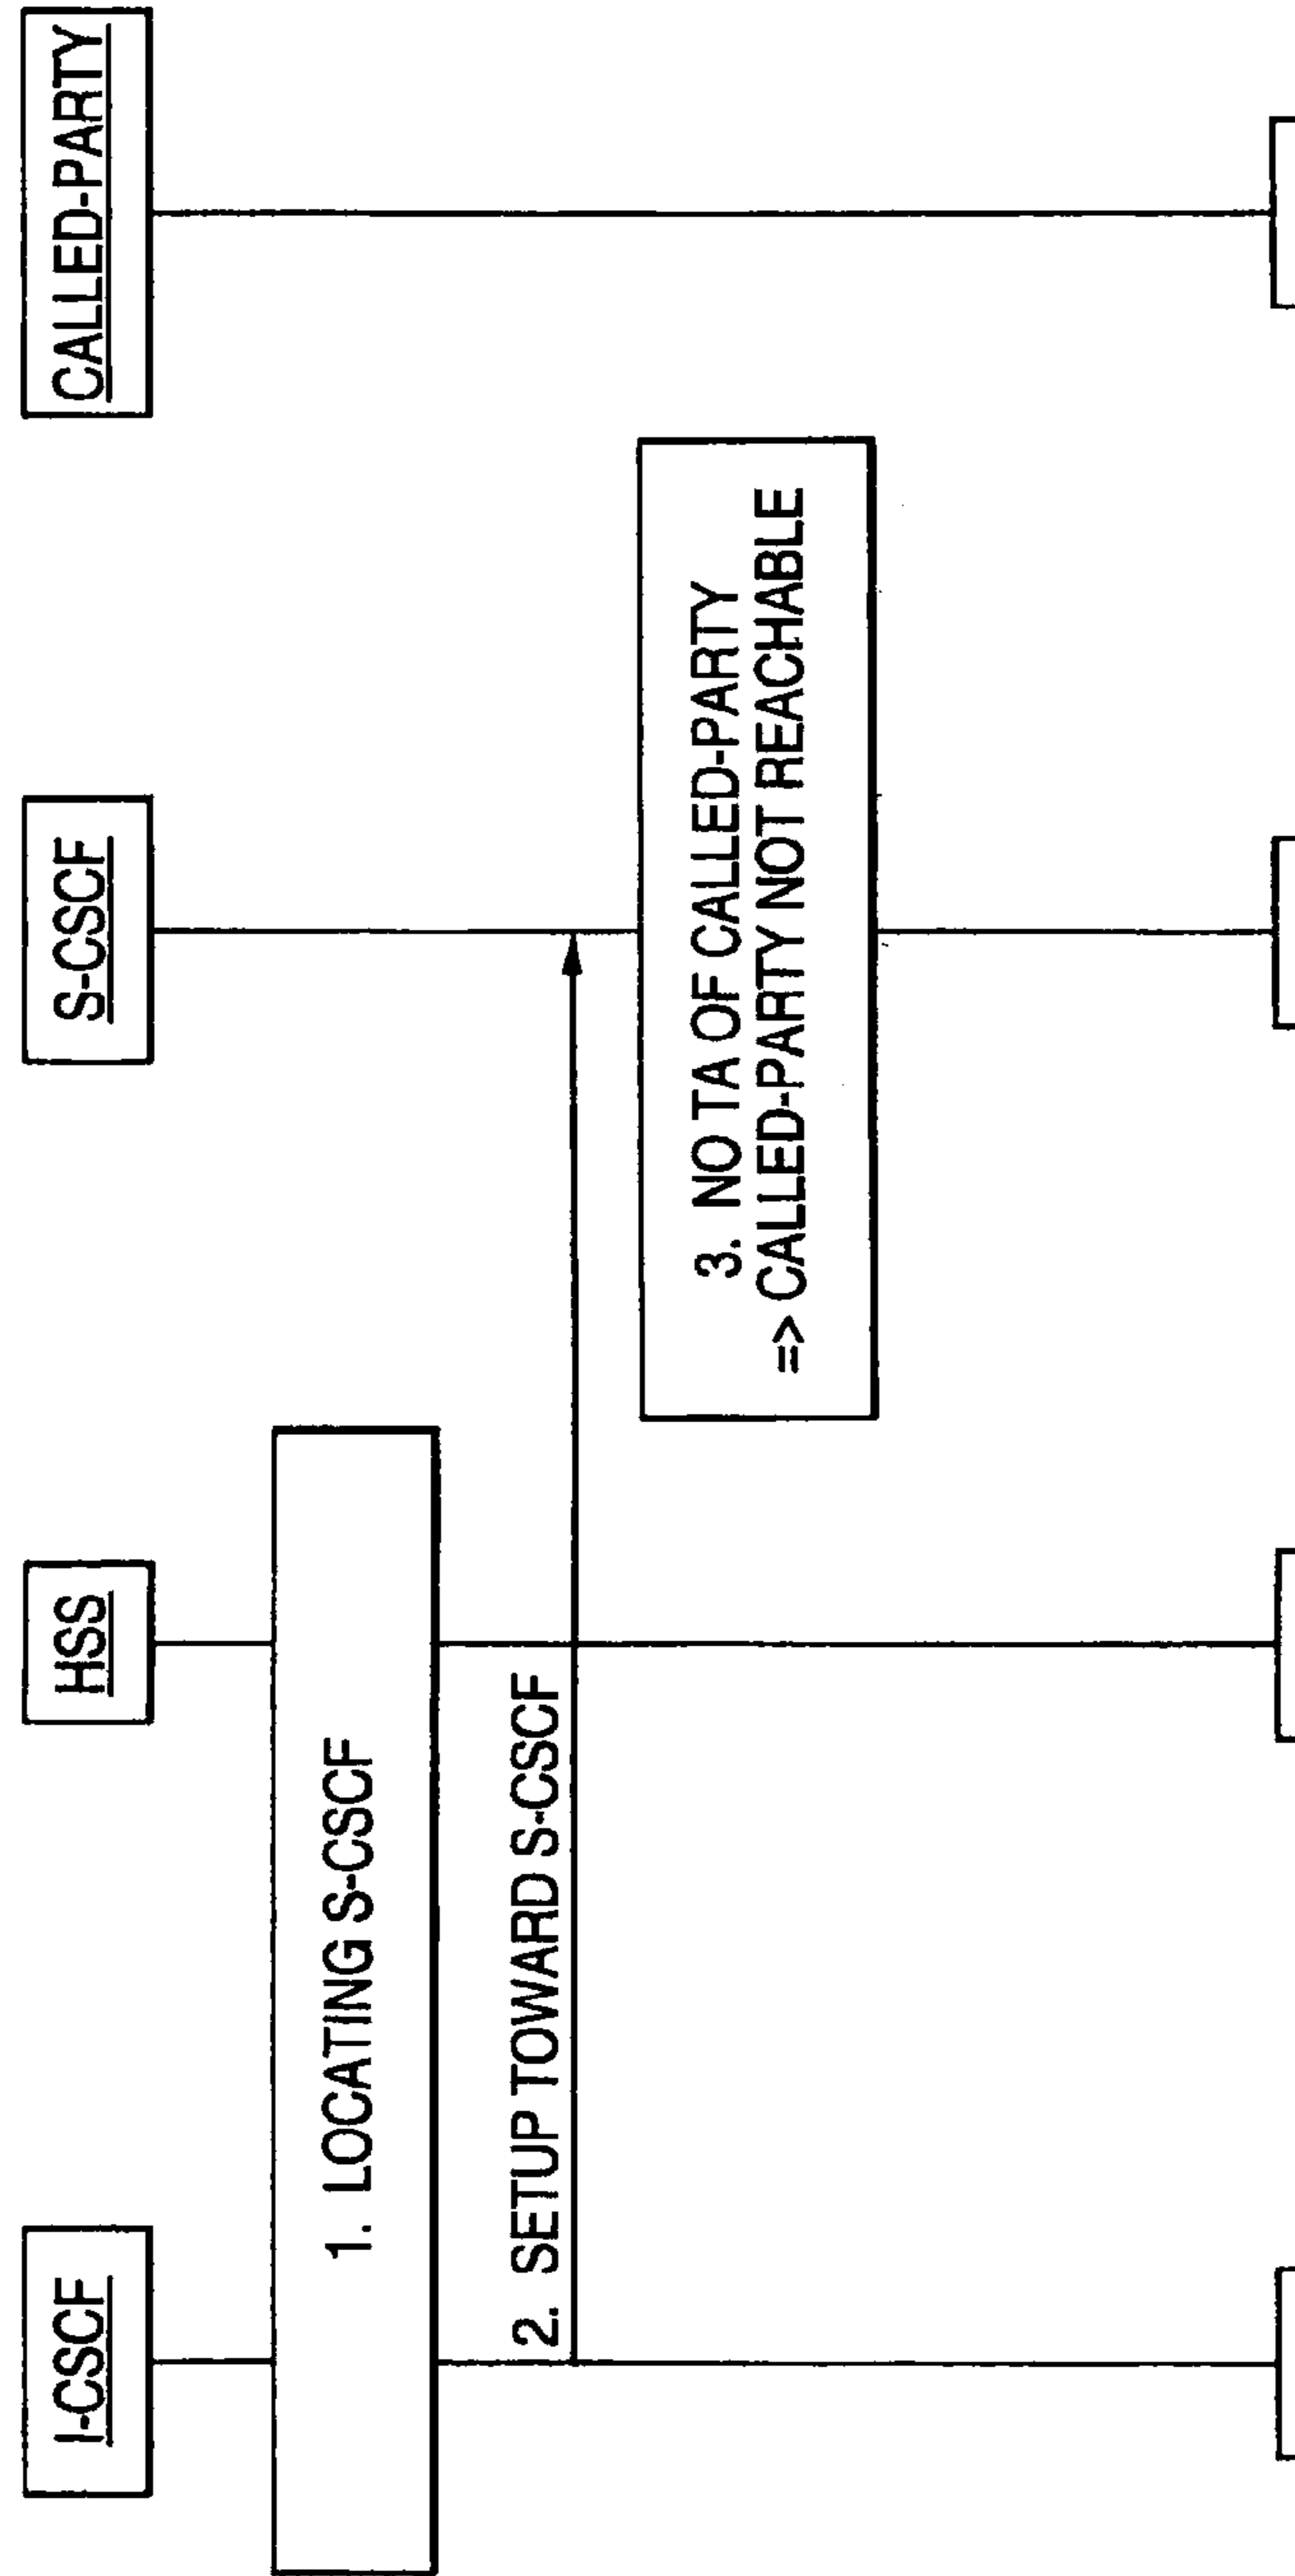 I-CSCF
HSS
S-CSCF
CALLED-PARTY
1. LOCATING S-CSCF
2. SETUP TOWARD S-CSCF
3. NO TA OF CALLED-PARTY
=> CALLED-PARTY NOT REACHABLE